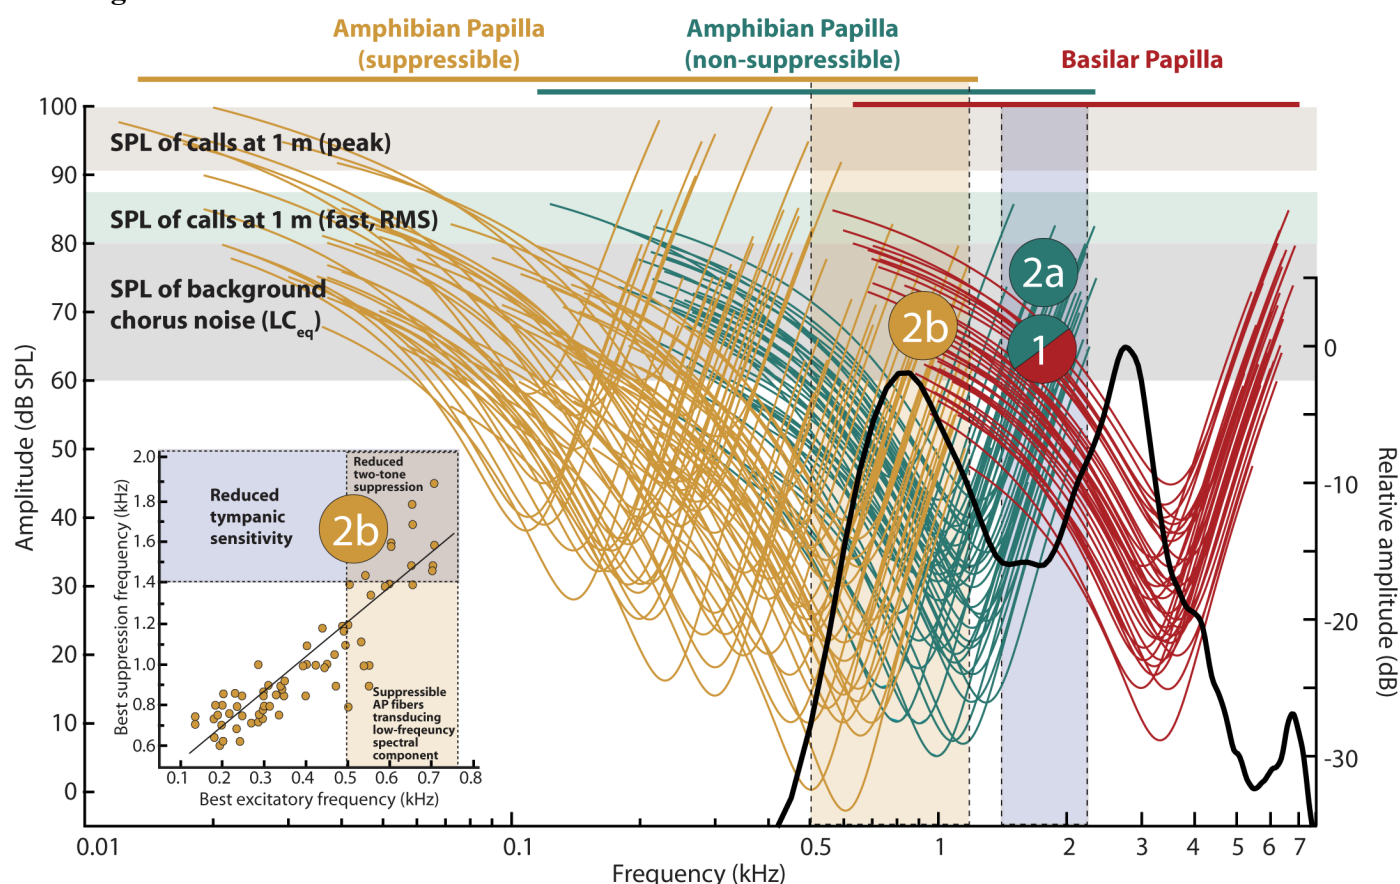 Amphibian Papilla
(suppressible)
Amphibian Papilla
(non-suppressible)
Basilar Papilla
100
90
80
70
60
50
40
30
20
10
0
Amplitude (dB SPL)
SPL of calls at 1 m (peak)
SPL of calls at 1 m (fast, RMS)
SPL of background
chorus noise (LCeq)
2b
2a
1
0
-10
-20
-30
Relative amplitude (dB)
0.01
0.1
0.5
1
2
3
4
5
6
7
Frequency (kHz)
2.0
1.8
1.6
1.4
1.2
1.0
0.8
0.6
Best suppression frequency (kHz)
Reduced
tympanic
sensitivity
Reduced
two-tone
suppression
2b
Suppressible
AP fibers
transducing
low-freqeuncy
spectral
component
0.1
0.2
0.3
0.4
0.5
0.6
0.7
0.8
Best excitatory frequency (kHz)